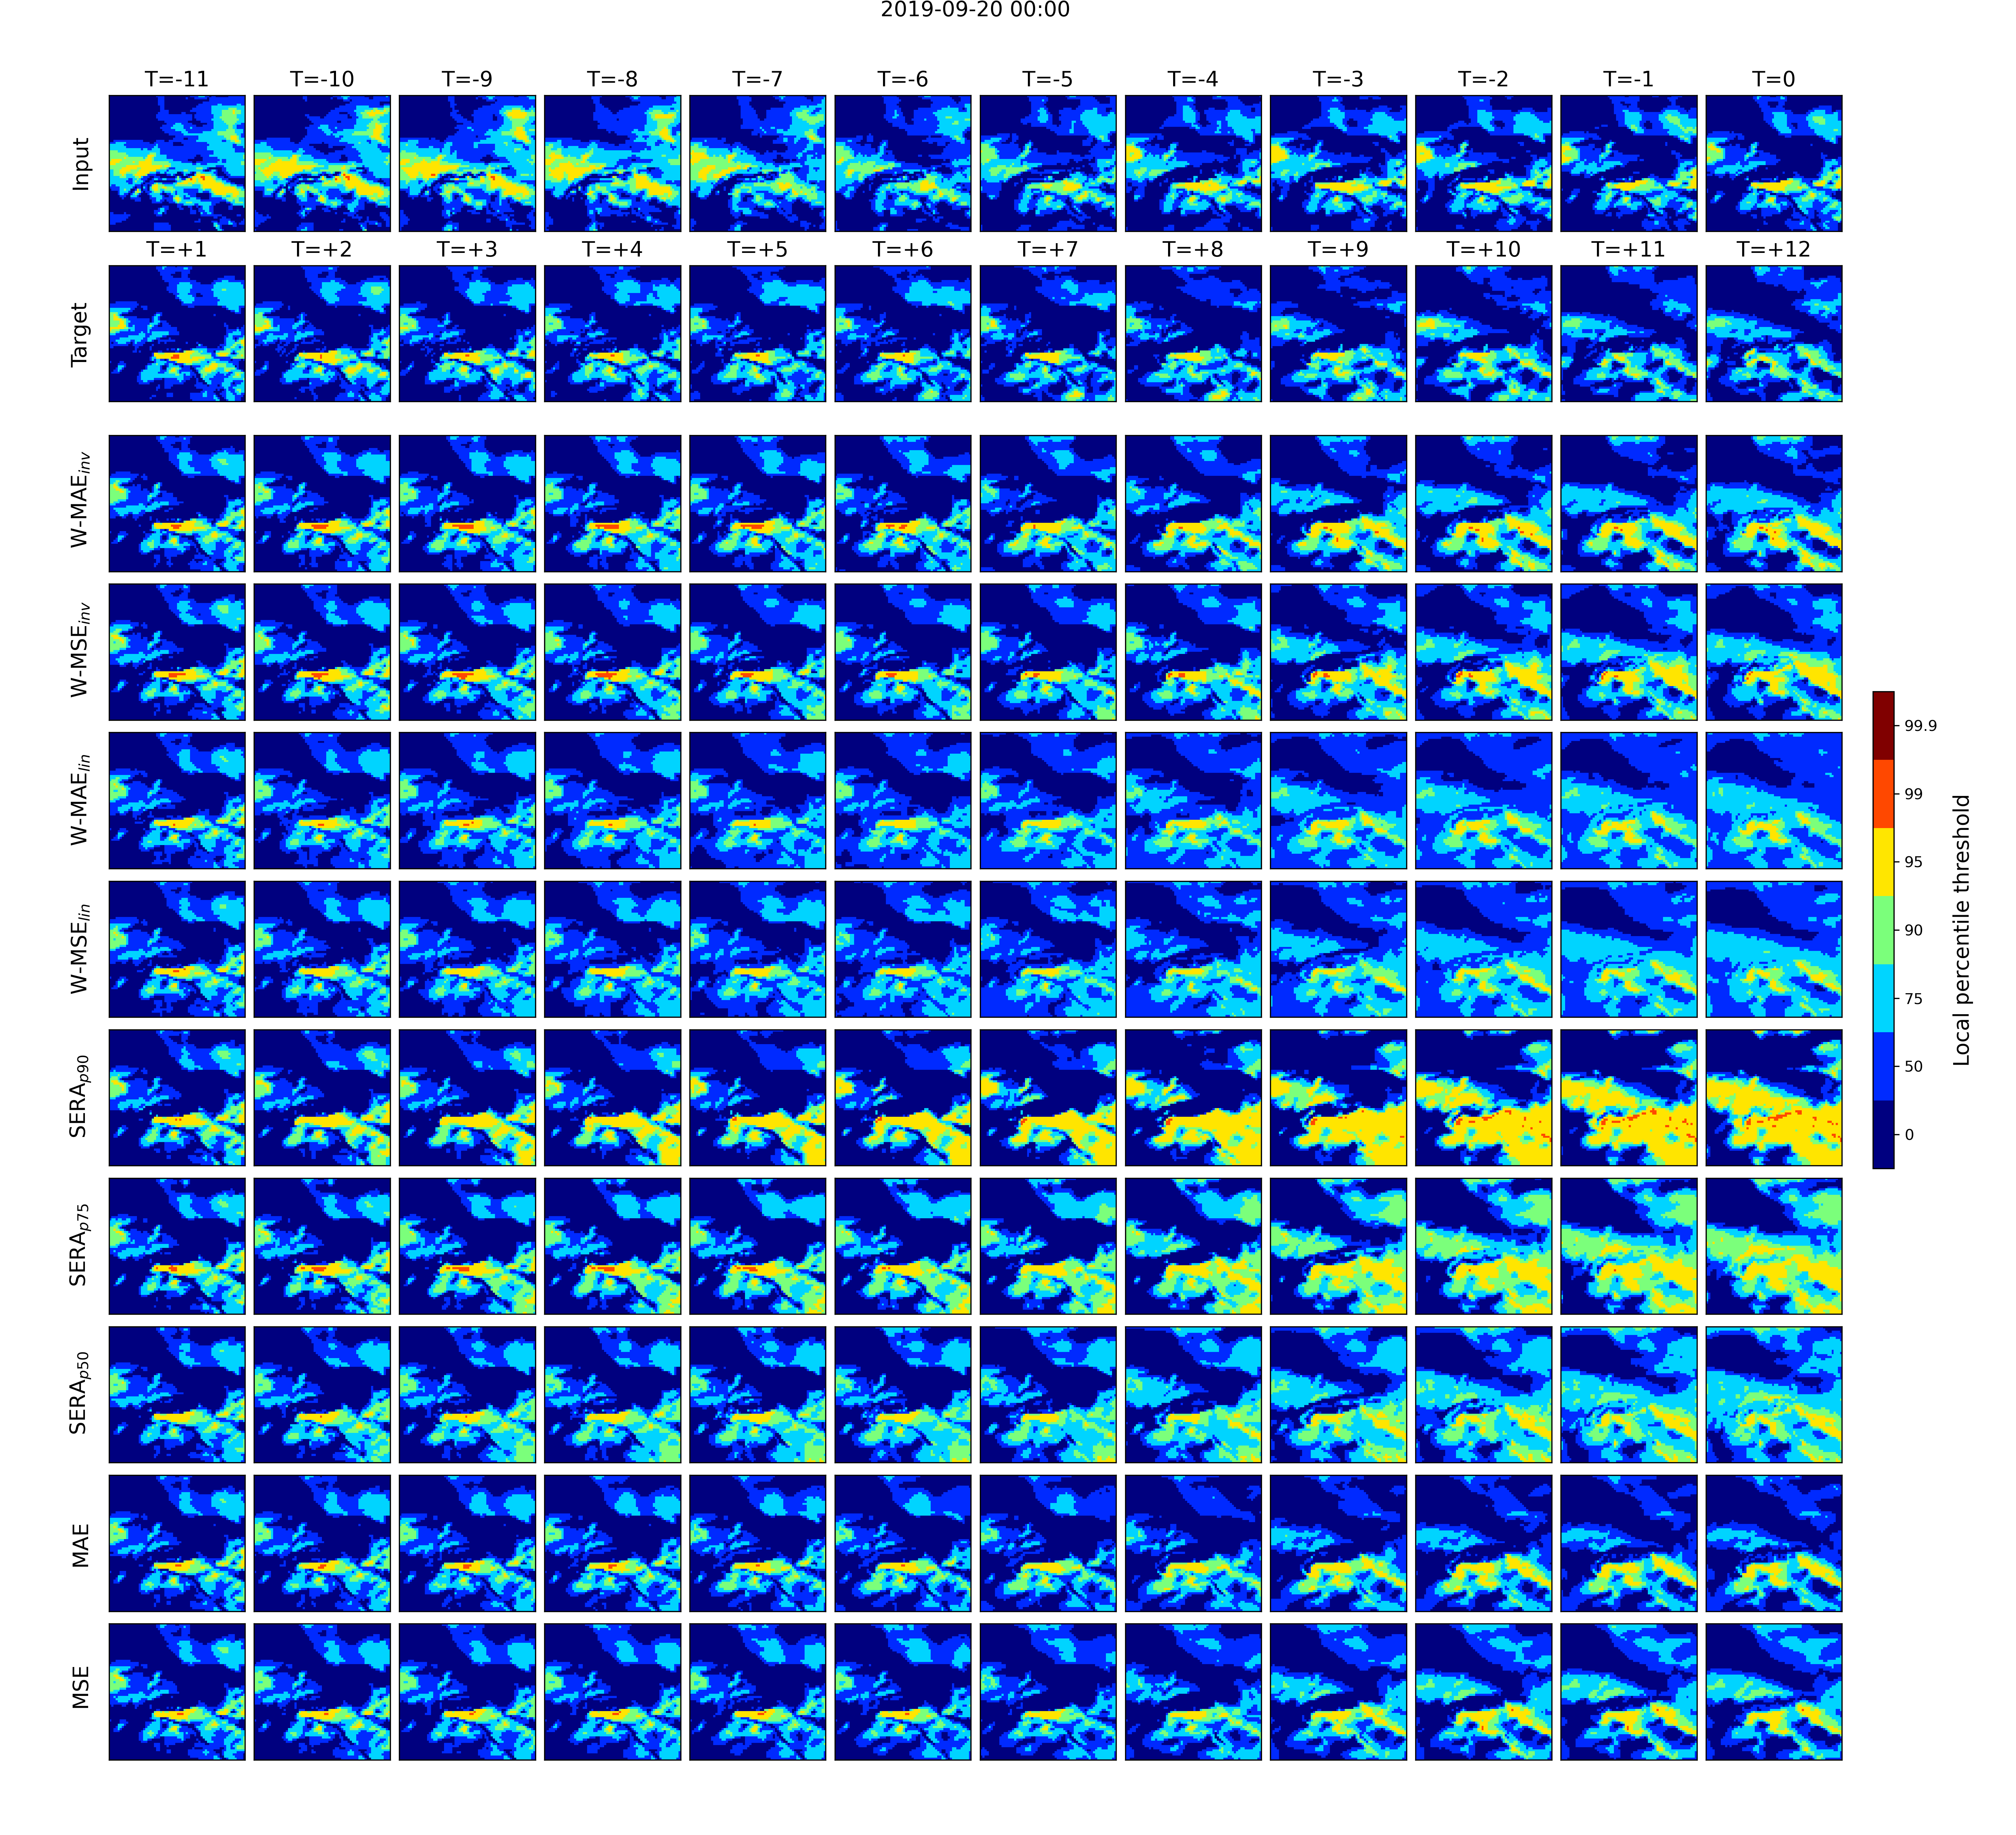 2019-09-20 00:00
T=-11 T=-10 T=-9 T=-8 T=-7 T=-6 T=-5 T=-4 T=-3 T=-2 T=-1 T=0
Input
T=+1 T=+2 T=+3 T=+4 T=+5 T=+6 T=+7 T=+8 T=+9 T=+10 T=+11 T=+12
Target
W-MAE_inv
W-MSE_inv
W-MAE_lin
W-MSE_lin
SERA_p90
SERA_p75
SERA_p50
MAE
MSE
99.9
99
95
90
75
50
0
Local percentile threshold